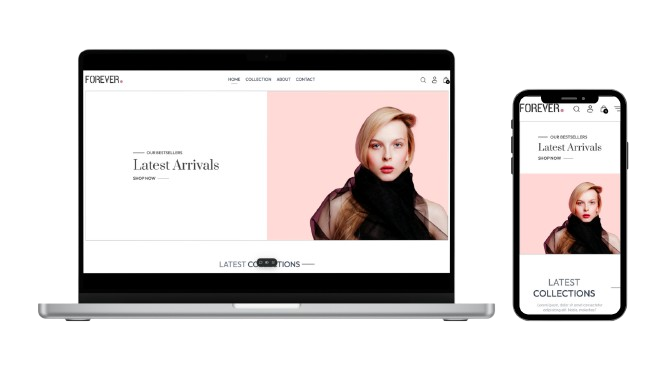 FOREVER.
HOME COLLECTION ABOUT CONTACT
OUR BESTSELLERS
Latest Arrivals
SHOP NOW
LATEST COLLECTIONS
FOREVER.
OUR BESTSELLERS
Latest Arrivals
SHOP NOW
LATEST
COLLECTIONS